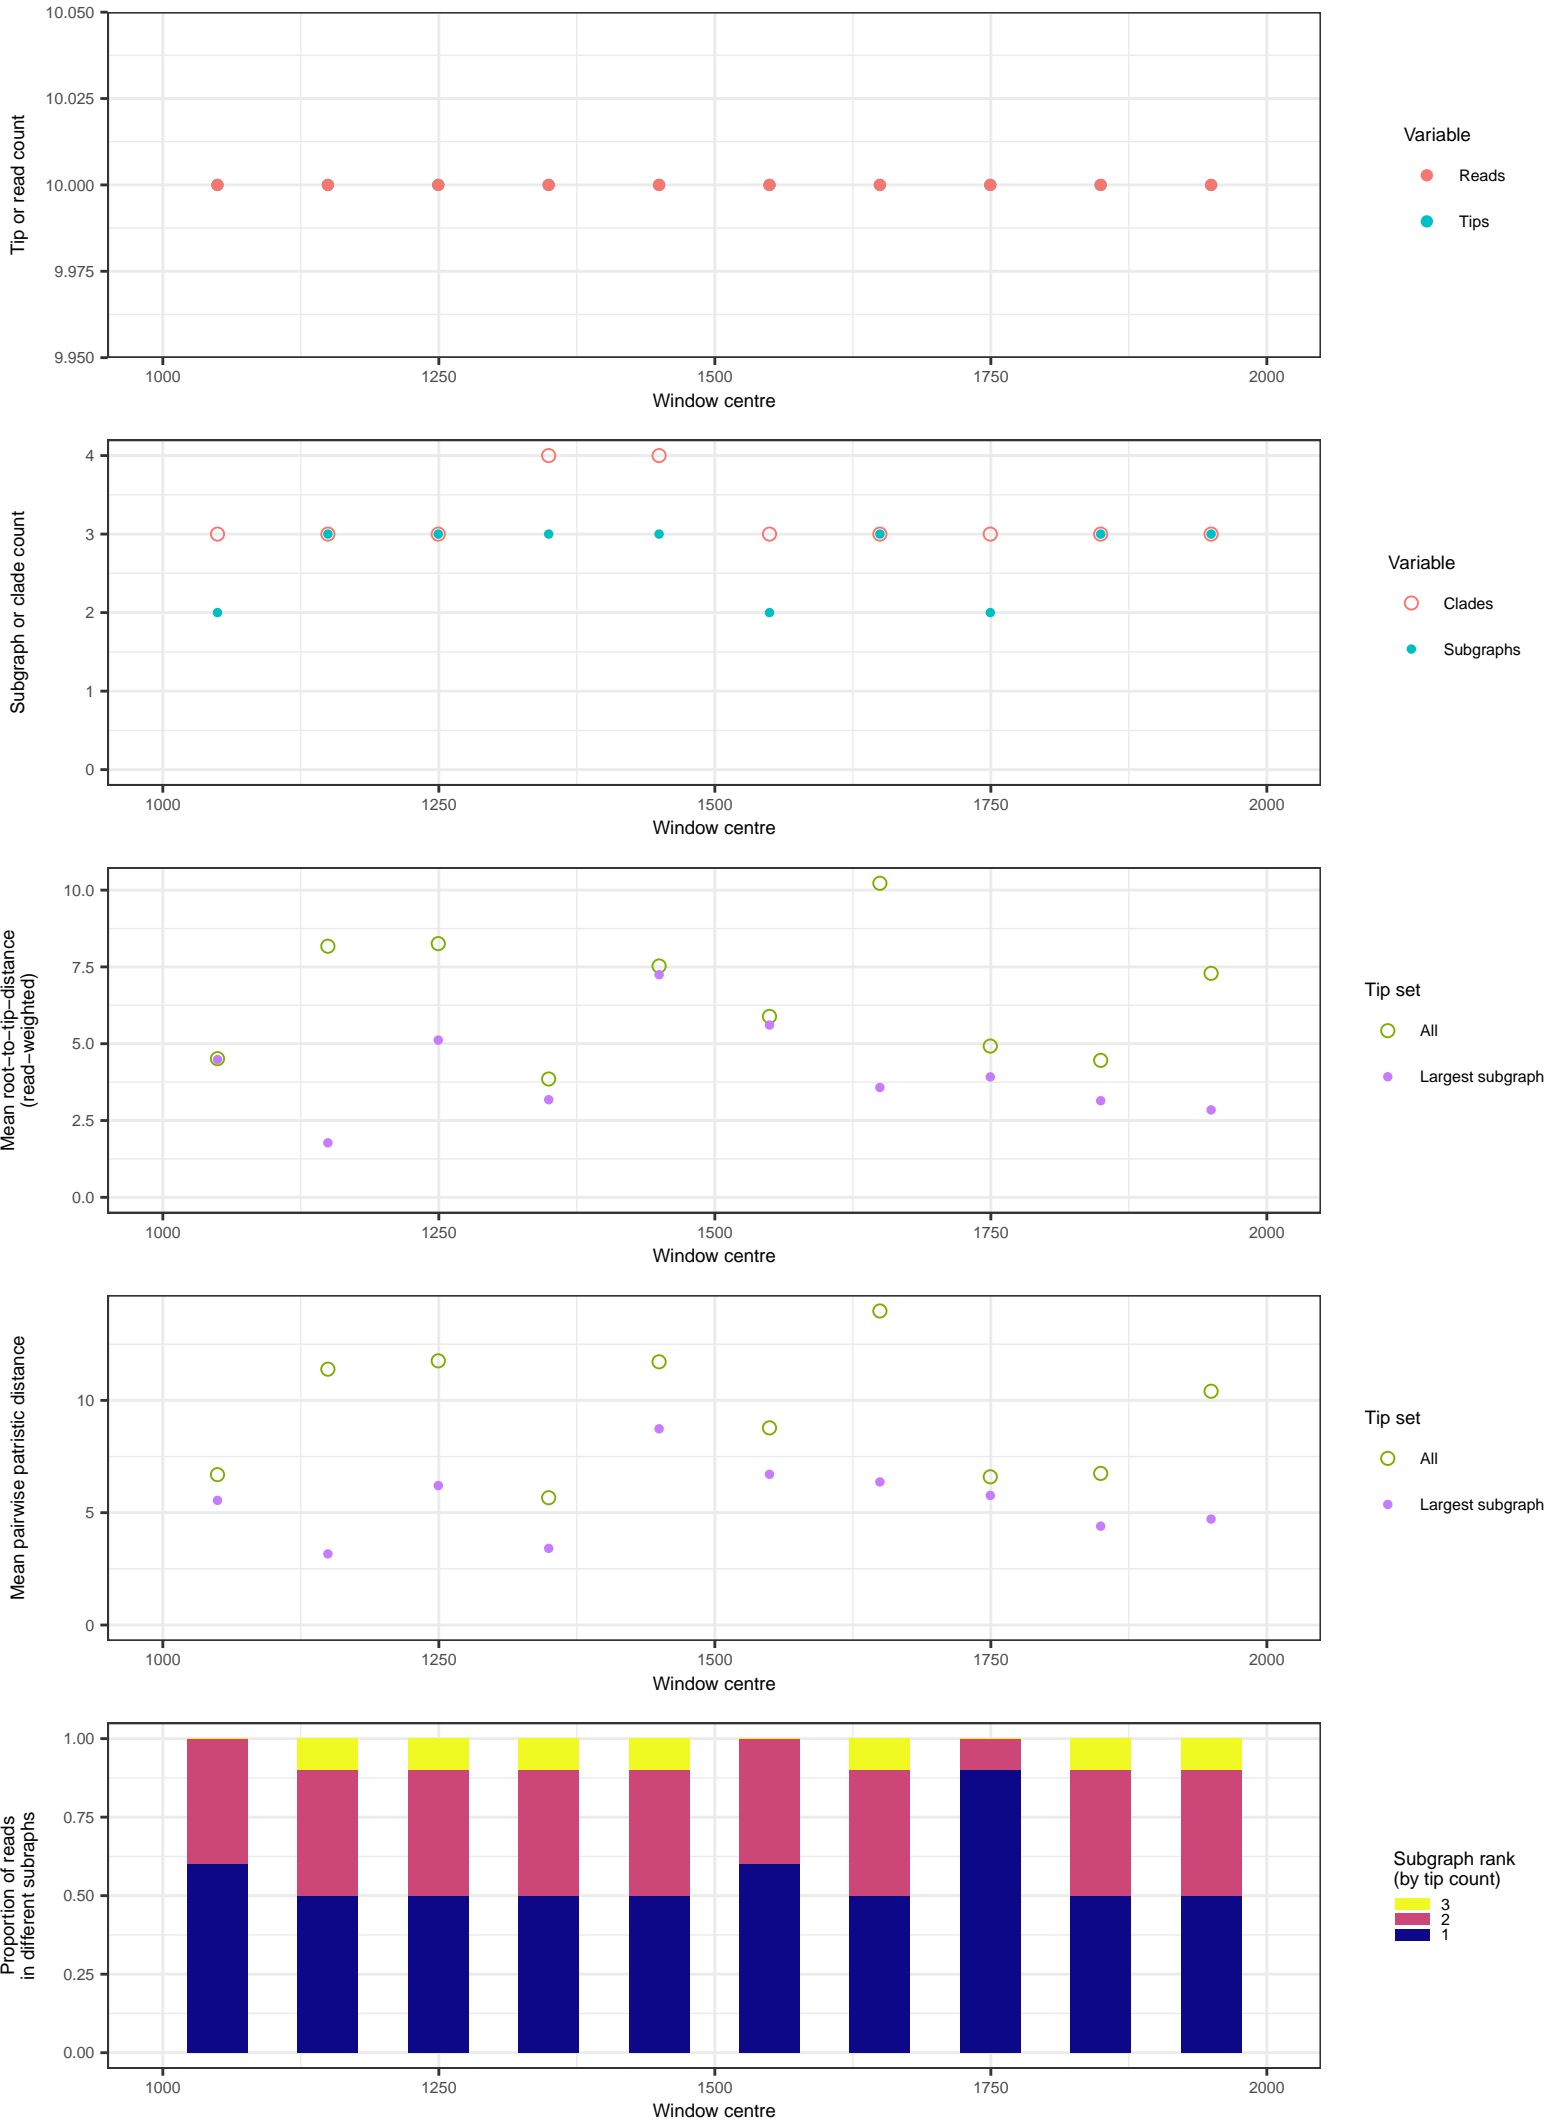 10.050
10.025
10.000
9.975
9.950
Tip or read count
1000 1250 1500 1750 2000
Window centre
Variable
Reads
Tips
4
3
2
1
0
Subgraph or clade count
1000 1250 1500 1750 2000
Window centre
Variable
Clades
Subgraphs
10.0
7.5
5.0
2.5
0.0
Mean root−to−tip−distance
(read−weighted)
1000 1250 1500 1750 2000
Window centre
Tip set
All
Largest subgraph
10
5
0
Mean pairwise patristic distance
1000 1250 1500 1750 2000
Window centre
Tip set
All
Largest subgraph
1.00
0.75
0.50
0.25
0.00
Proportion of reads
in different subraphs
1000 1250 1500 1750 2000
Window centre
Subgraph rank
(by tip count)
3
2
1